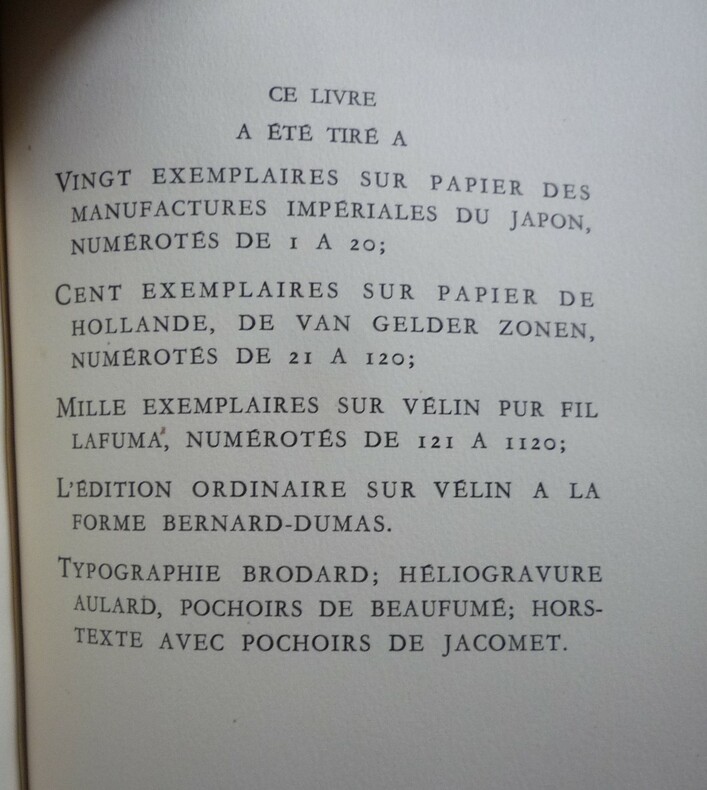 CE LIVRE
A ÉTÉ TIRÉ A
VINGT EXEMPLAIRES SUR PAPIER DES
MANUFACTURES IMPÉRIALES DU JAPON,
NUMÉROTÉS DE 1 A 20;
CENT EXEMPLAIRES SUR PAPIER DE
HOLLANDE, DE VAN GELDER ZONEN,
NUMÉROTÉS DE 21 A 120;
MILLE EXEMPLAIRES SUR VÉLIN PUR FIL
LAFUMA, NUMÉROTÉS DE 121 A 1120;
L'ÉDITION ORDINAIRE SUR VÉLIN A LA
FORME BERNARD-DUMAS.
TYPOGRAPHIE BRODARD; HÉLIOGRAVURE
AULARD, POCHOIRS DE BEAUFUMÉ; HORS-
TEXTE AVEC POCHOIRS DE JACOMET.